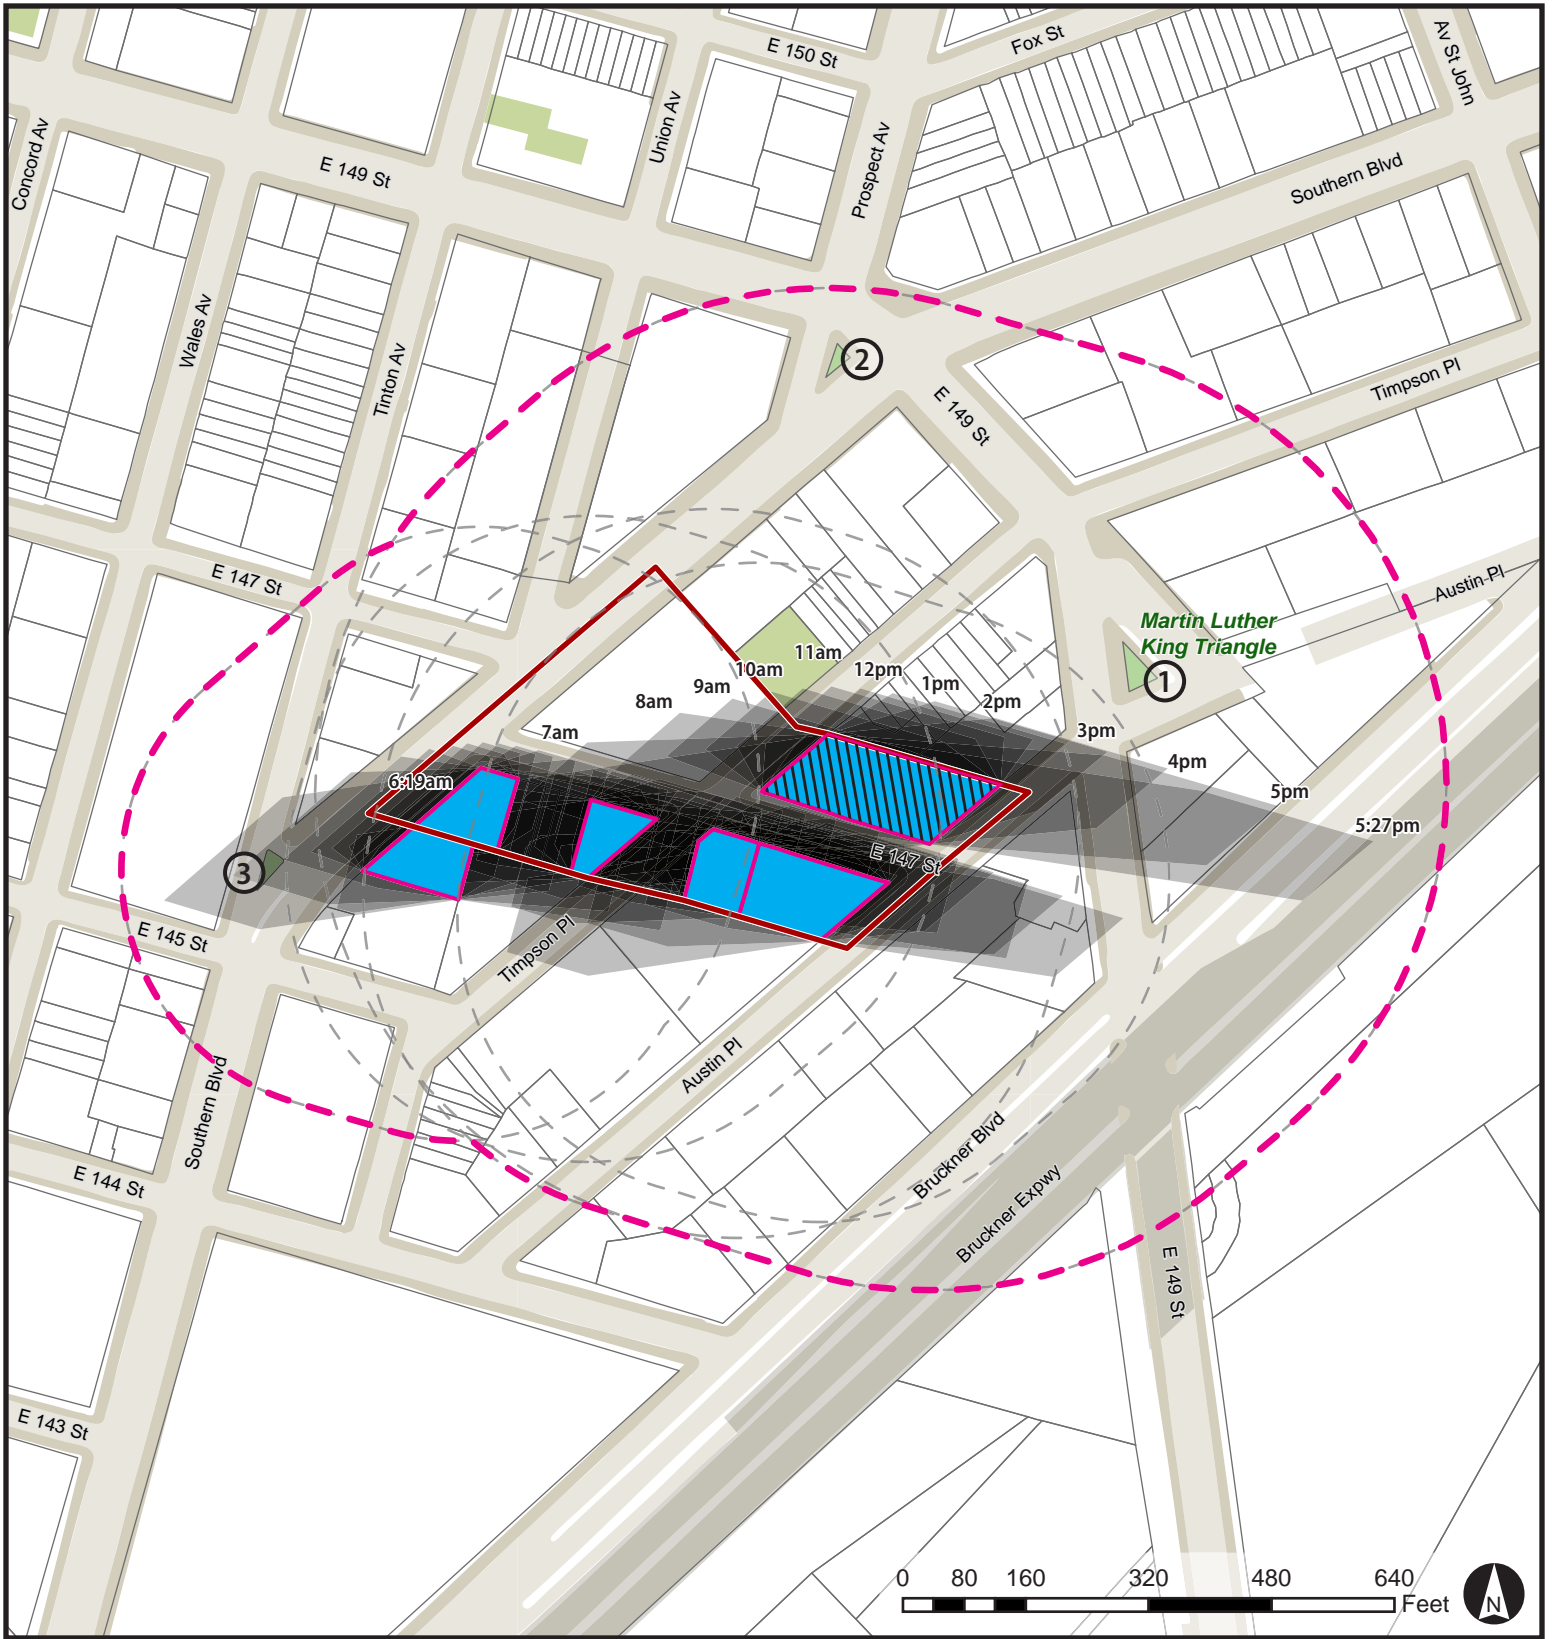 E 150 St
Fox St
Av St John
Concord Av
Union Av
Prospect Av
E 149 St
Southern Blvd
Wales Av
Tinton Av
2
E 149 St
Timpson Pl
E 147 St
Austin Pl
Martin Luther
King Triangle
1
11am
10am
12pm
9am
1pm
8am
2pm
7am
3pm
4pm
6:19am
5pm
5:27pm
E 147 St
3
E 145 St
Timpson Pl
Austin Pl
Southern Blvd
Bruckner Blvd
E 144 St
Bruckner Expwy
E 149 St
E 143 St
0 80 160 320 480 640
Feet
N